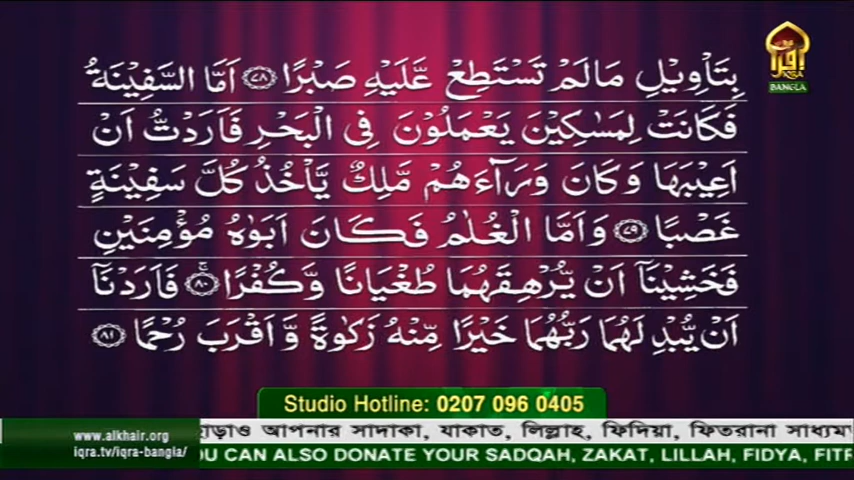 بِتَاْوِيْلِ مَا لَمْ تَسْتَطِعْ عَّلَيْهِ صَبْرًا ﴿٧٨﴾ اَمَّا السَّفِيْنَةُ
فَكَانَتْ لِمَسٰكِيْنَ يَعْمَلُوْنَ فِى الْبَحْرِ فَاَرَدْتُّ اَنْ
اَعِيْبَهَا وَكَانَ وَرَآءَهُمْ مَّلِكٌ يَّاْخُذُ كُلَّ سَفِيْنَةٍ
غَصْبًا ﴿٧٩﴾ وَاَمَّا الْغُلٰمُ فَكَانَ اَبَوٰهُ مُؤْمِنَيْنِ
فَخَشِيْنَاۤ اَنْ يُّرْهِقَهُمَا طُغْيَانًا وَّكُفْرًا ﴿٨٠﴾ فَاَرَدْنَاۤ
اَنْ يُّبْدِ لَهُمَا رَبُّهُمَا خَيْرًا مِّنْهُ زَكٰوةً وَّاَقْرَبَ رُحْمًا ﴿٨١﴾
اقرأ
IQRA
BANGLA
Studio Hotline: 0207 096 0405
www.alkhair.org
iqra.tv/iqra-bangla/
ছাড়াও আপনার সাদাকা, যাকাত, লিল্লাহ, ফিদিয়া, ফিতরানা সাধ্যম
OU CAN ALSO DONATE YOUR SADQAH, ZAKAT, LILLAH, FIDYA, FITR